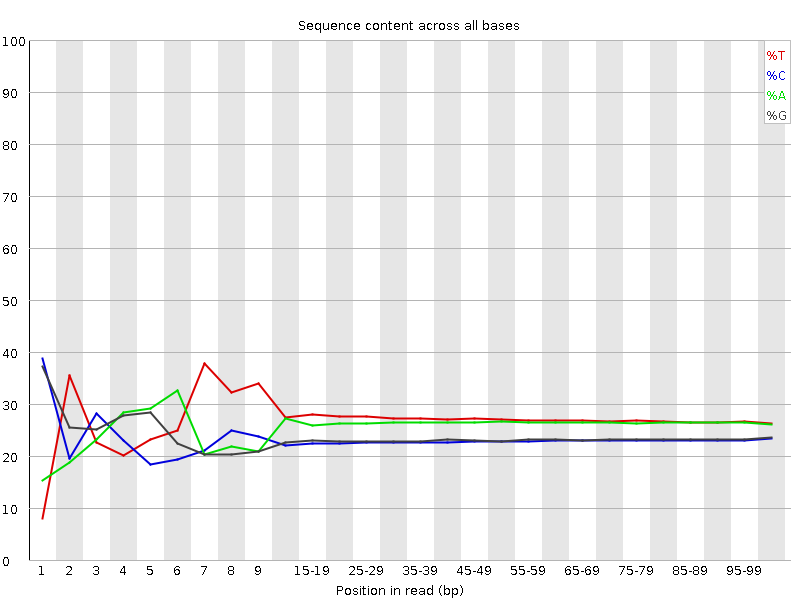 Sequence content across all bases
100
90
80
70
60
50
40
30
20
10
0
%T
%C
%A
%G
1 2 3 4 5 6 7 8 9 15-19 25-29 35-39 45-49 55-59 65-69 75-79 85-89 95-99
Position in read (bp)